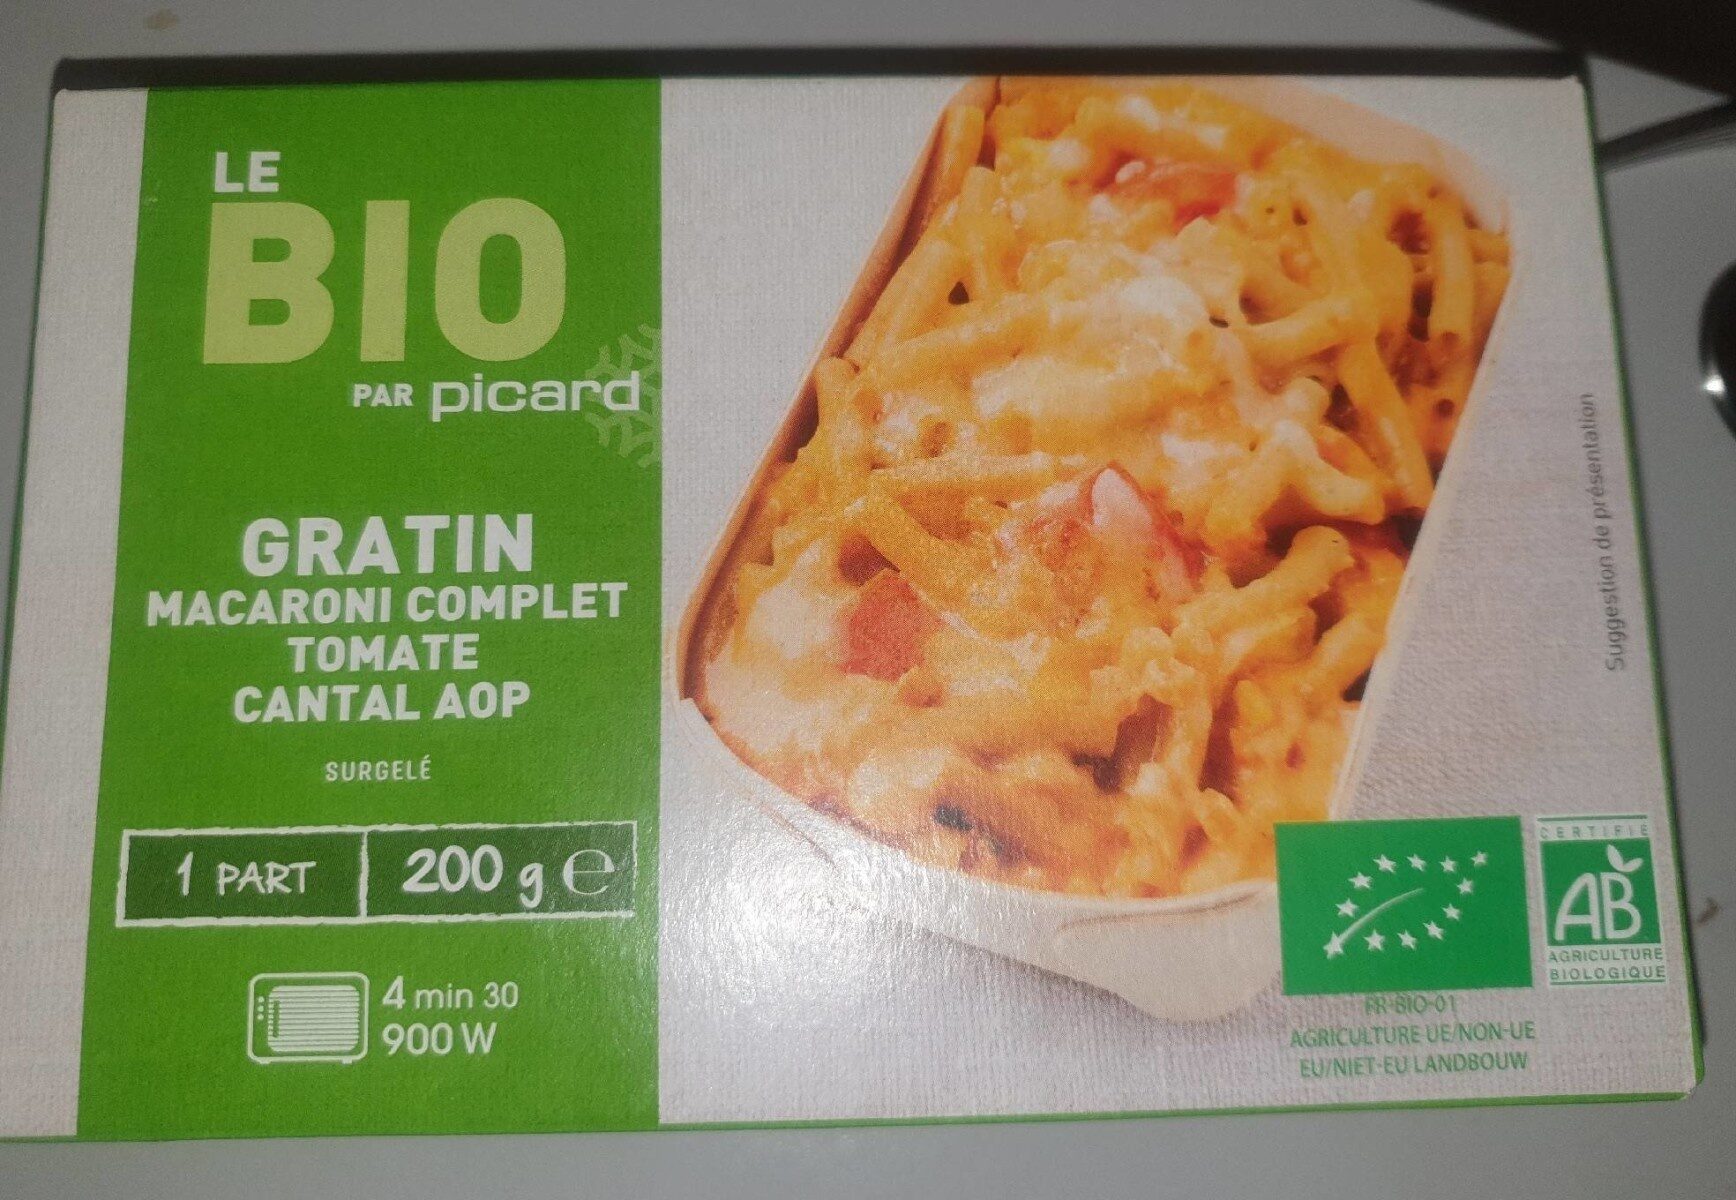 LE
BIO
PAR picard
GRATIN
MACARONI COMPLET
TOMATE
CANTAL AOP
SURGELÉ
1 PART 200 g e
4 min 30
900 W
Suggestion de présentation
CERTIFIÉ
AB
AGRICULTURE
BIOLOGIQUE
FR-BIO-01
AGRICULTURE UE/NON-UE
EU/NIET-EU LANDBOUW